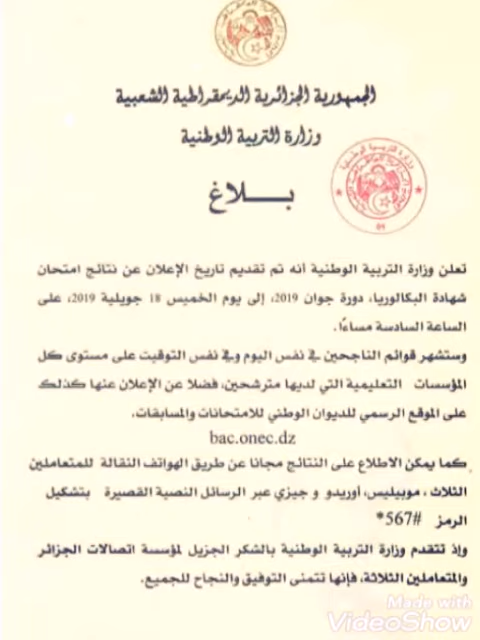 الجمهورية الجزائرية الديمقراطية الشعبية
وزارة التربية الوطنية
بـــــلاغ
تعلن وزارة التربية الوطنية أنه تم تقديم تاريخ الإعلان عن نتائج امتحان
شهادة البكالوريا، دورة جوان 2019، إلى يوم الخميس 18 جويلية 2019، على
الساعة السادسة مساءًا.
وستشهر قوائم الناجحين في نفس اليوم وفي نفس التوقيت على مستوى كل
المؤسسات التعليمية التي لديها مترشحين، فضلا عن الإعلان عنها كذلك
على الموقع الرسمي للديوان الوطني للامتحانات والمسابقات.
bac.onec.dz
كما يمكن الاطلاع على النتائج مجانا عن طريق الهواتف النقالة للمتعاملين
الثلاث، موبيليس، أوريدو و جيزي عبر الرسائل النصية القصيرة بتشكيل
الرمز #567*
وإذ تتقدم وزارة التربية الوطنية بالشكر الجزيل لمؤسسة اتصالات الجزائر
والمتعاملين الثلاثة، فإنها تتمنى التوفيق والنجاح للجميع.
Made with
VideoShow